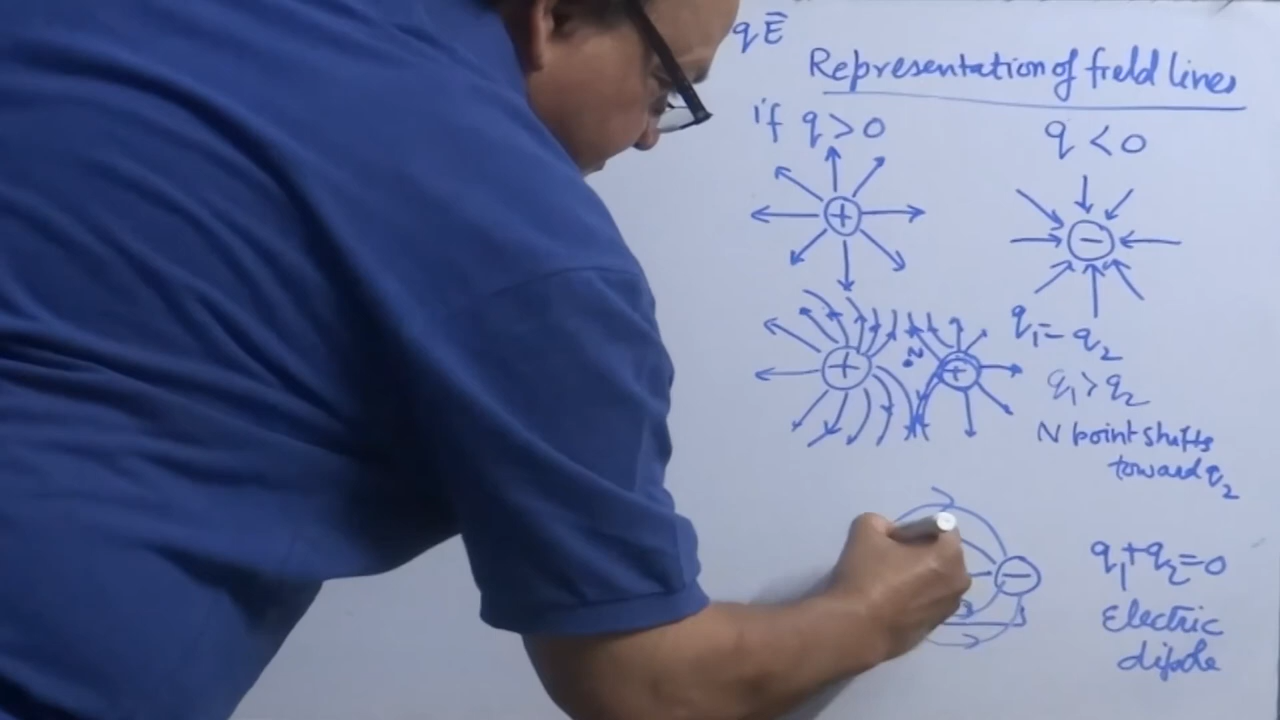 qE⃗
Representation of field lines
if q > 0
q < 0
+
−
+
N
+
q₁ = q₂
q₁ > q₂
N point shifts
toward q₂
−
q₁ + q₂ = 0
Electric
dipole